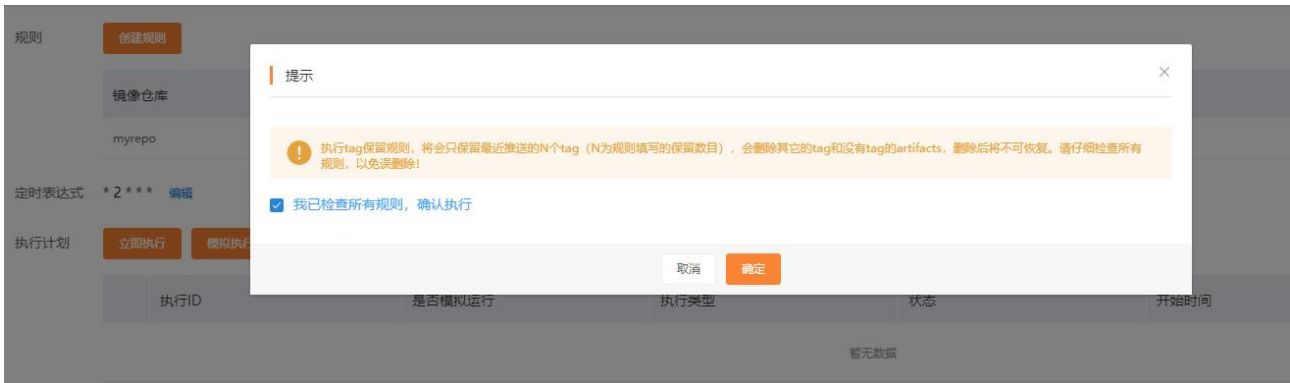 规则
创建规则
镜像仓库
myrepo
定时表达式
* 2 * * *
编辑
执行计划
立即执行
模拟执行
提示
执行tag保留规则，将会只保留最近推送的N个tag（N为规则填写的保留数目），会删除其它的tag和没有tag的artifacts，删除后将不可恢复。请仔细检查所有
规则，以免误删除！
我已检查所有规则，确认执行
取消
确定
执行ID
是否模拟运行
执行类型
状态
开始时间
暂无数据